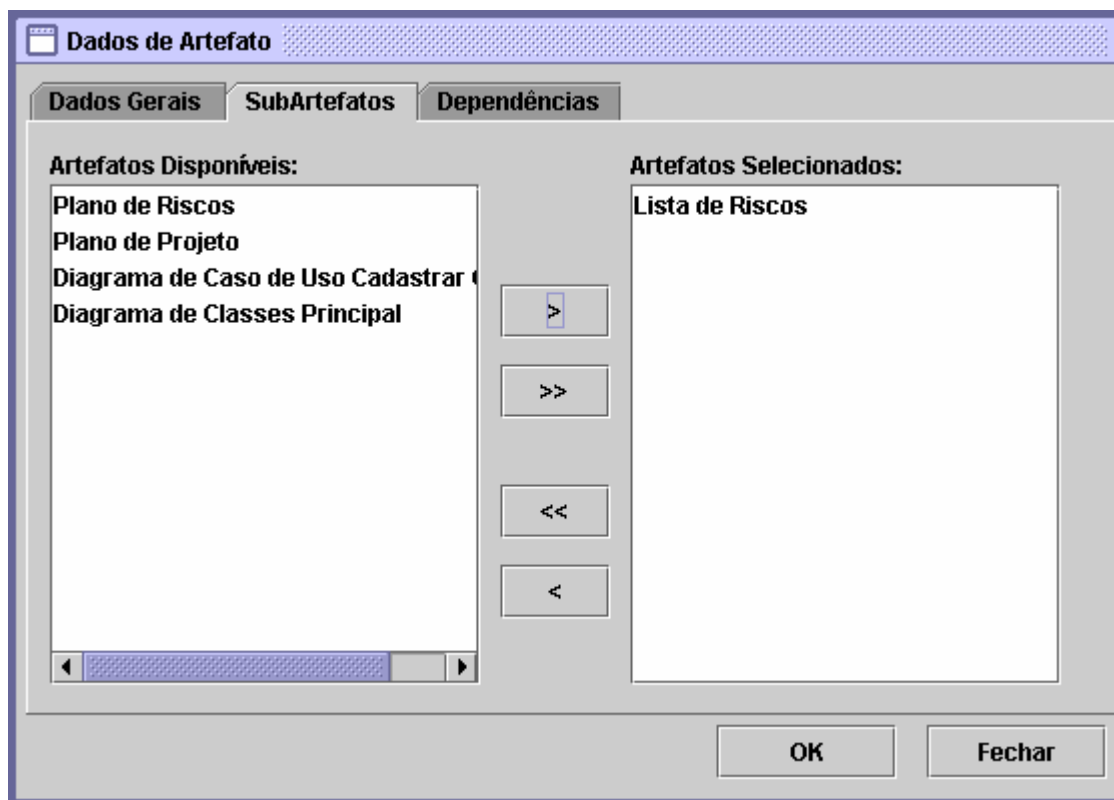 Dados de Artefato
Dados Gerais SubArtefatos Dependências
Artefatos Disponíveis: Artefatos Selecionados:
Plano de Riscos Lista de Riscos
Plano de Projeto
Diagrama de Caso de Uso Cadastrar
Diagrama de Classes Principal
>
>>
<<
<
OK Fechar